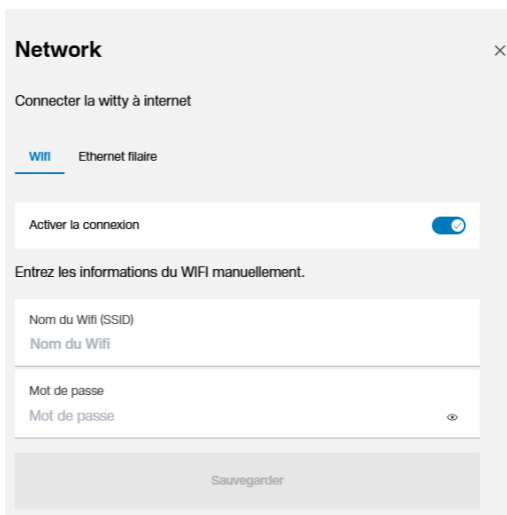 Network
Connecter la witty à internet
Wifi
Ethernet filaire
Activer la connexion
Entrez les informations du WIFI manuellement.
Nom du Wifi (SSID)
Nom du Wifi
Mot de passe
Mot de passe
Sauvegarder